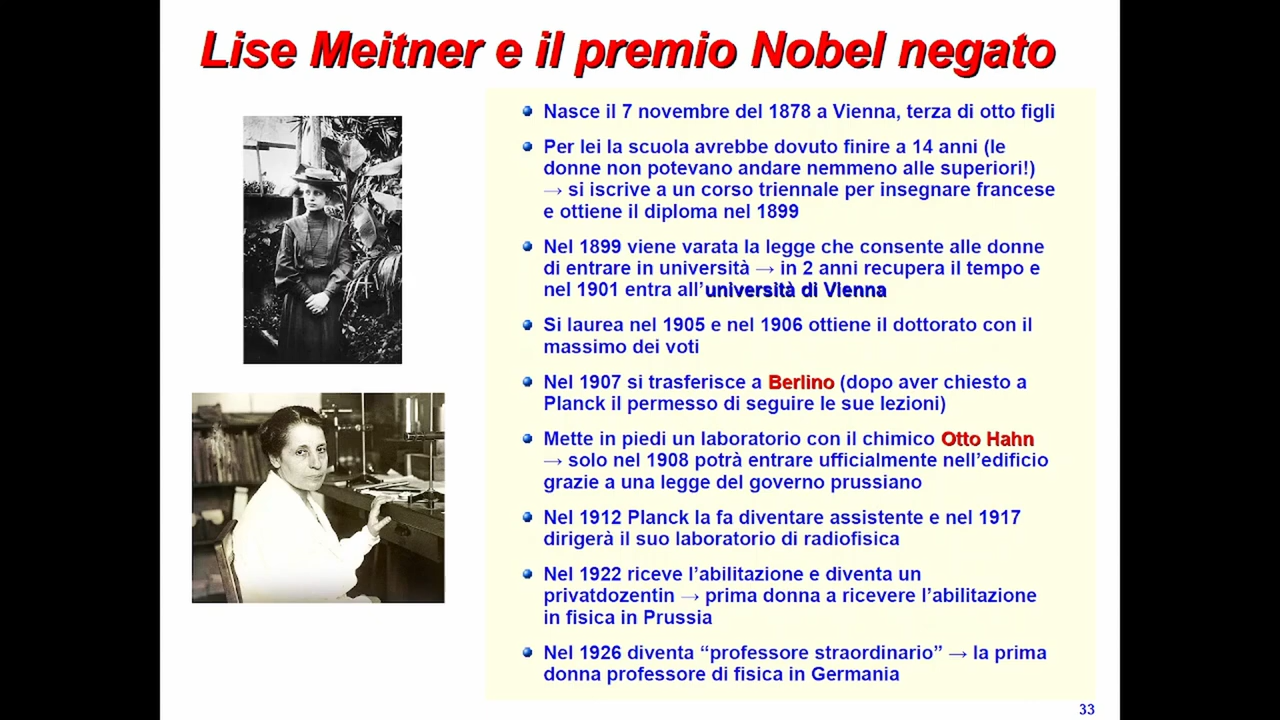 Lise Meitner e il premio Nobel negato
Nasce il 7 novembre del 1878 a Vienna, terza di otto figli
Per lei la scuola avrebbe dovuto finire a 14 anni (le
donne non potevano andare nemmeno alle superiori!)
→ si iscrive a un corso triennale per insegnare francese
e ottiene il diploma nel 1899
Nel 1899 viene varata la legge che consente alle donne
di entrare in università → in 2 anni recupera il tempo e
nel 1901 entra all’università di Vienna
Si laurea nel 1905 e nel 1906 ottiene il dottorato con il
massimo dei voti
Nel 1907 si trasferisce a Berlino (dopo aver chiesto a
Planck il permesso di seguire le sue lezioni)
Mette in piedi un laboratorio con il chimico Otto Hahn
→ solo nel 1908 potrà entrare ufficialmente nell’edificio
grazie a una legge del governo prussiano
Nel 1912 Planck la fa diventare assistente e nel 1917
dirigerà il suo laboratorio di radiofisica
Nel 1922 riceve l’abilitazione e diventa un
privatdozentin → prima donna a ricevere l’abilitazione
in fisica in Prussia
Nel 1926 diventa “professore straordinario” → la prima
donna professore di fisica in Germania
33